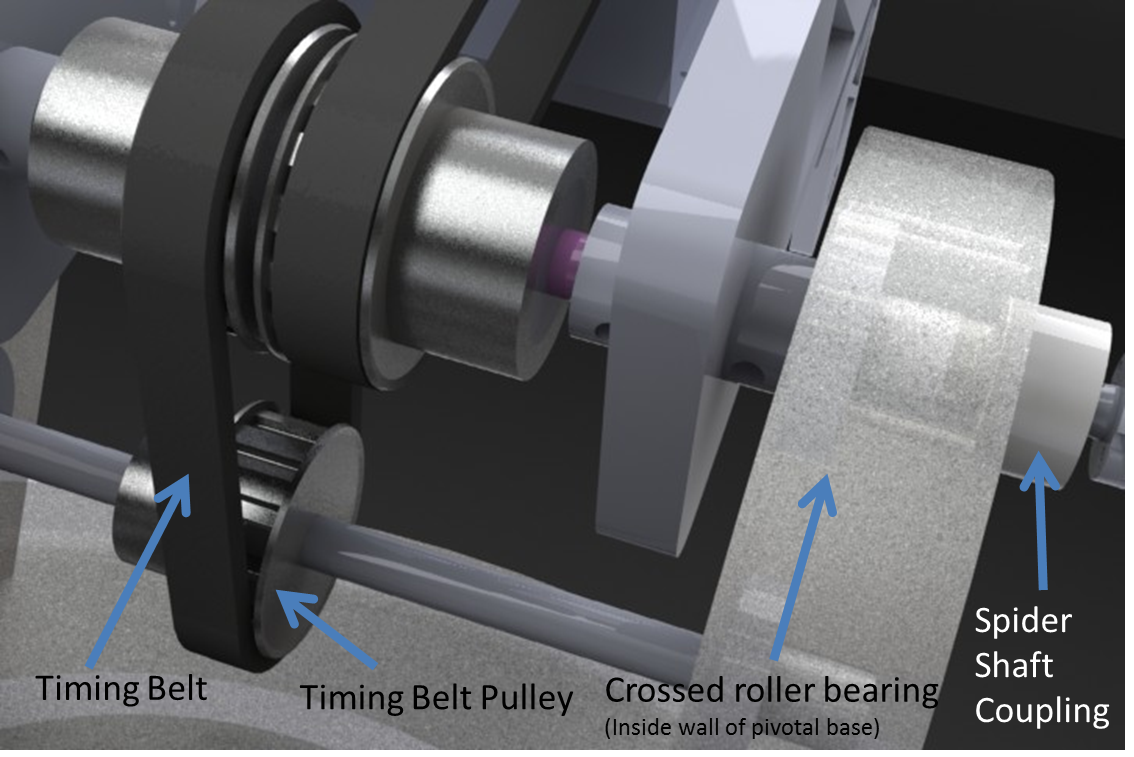 Timing Belt
Timing Belt Pulley
Crossed roller bearing
(Inside wall of pivotal base)
Spider
Shaft
Coupling